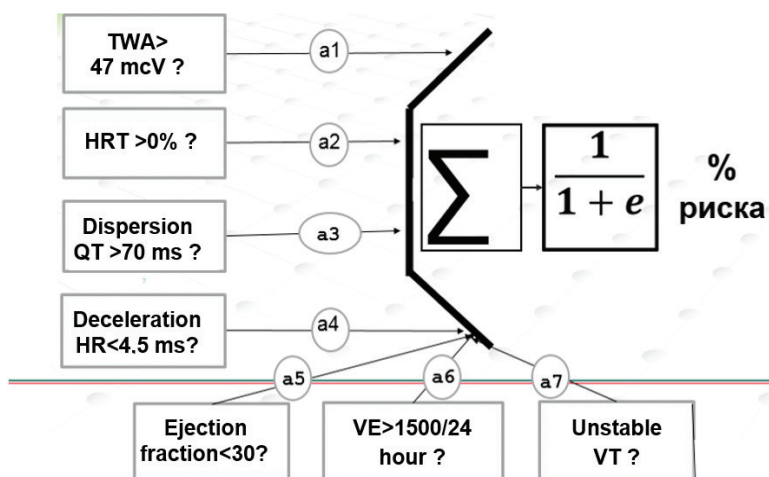 TWA>
47 mcV ?
a1
HRT >0% ?
a2
Dispersion
QT >70 ms ?
a3
Deceleration
HR<4.5 ms?
a4
∑
1
1 + e
%
риска
a5
a6
a7
Ejection
fraction<30?
VE>1500/24
hour ?
Unstable
VT ?